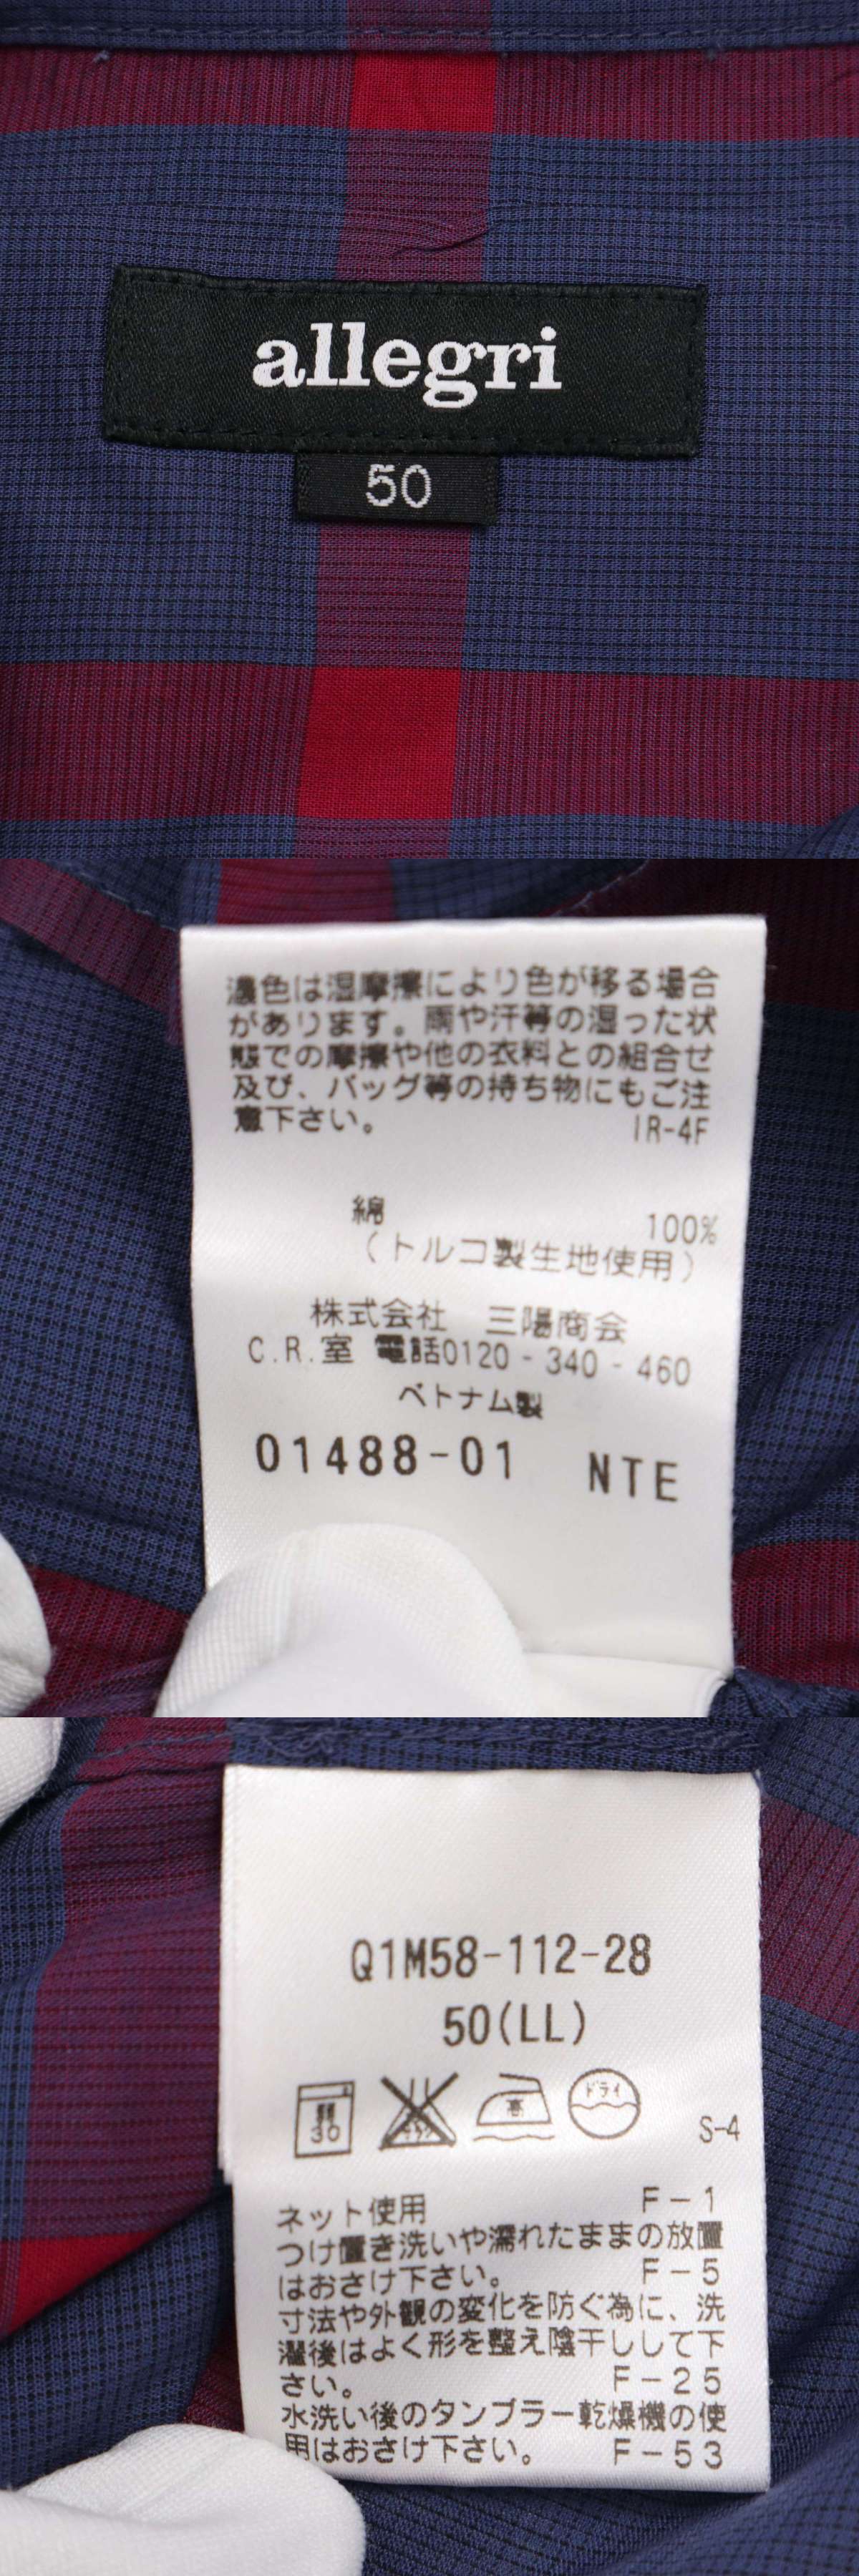 allegri
50
濃色は湿摩擦により色が移る場合
があります。雨や汗等の湿った状
態での摩擦や他の衣料との組合せ
及び、バッグ等の持ち物にもご注
意下さい。 IR-4F
綿 100%
（トルコ製生地使用）
株式会社 三陽商会
C.R.室 電話0120-340-460
ベトナム製
01488-01 NTE
Q1M58-112-28
50(LL)
弱
30
高
ドライ
S-4
ネット使用 F-1
つけ置き洗いや濡れたままの放置
はおさけ下さい。 F-5
寸法や外観の変化を防ぐ為に、洗
濯後はよく形を整え陰干しして下
さい。 F-25
水洗い後のタンブラー乾燥機の使
用はおさけ下さい。 F-53